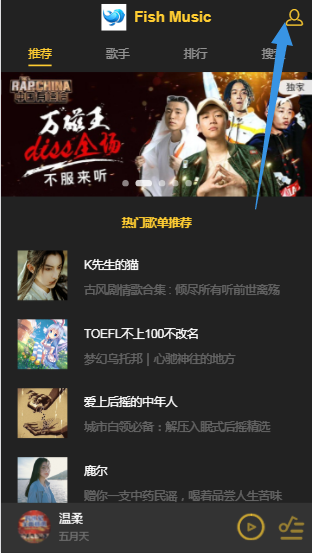 Fish Music
推荐 歌手 排行 搜
独家
THE RAP OF CHINA
中国有嘻哈
万磁王
diss全场
不服来听
热门歌单推荐
K先生的猫
古风剧情歌合集 : 倾尽所有听前世离殇
TOEFL不上100不改名
梦幻乌托邦 | 心驰神往的地方
爱上后摇的中年人
城市白领必备：解压入眠式后摇精选
鹿尔
赠你一支中药民谣，喝着品尝人生苦味
温柔
五月天